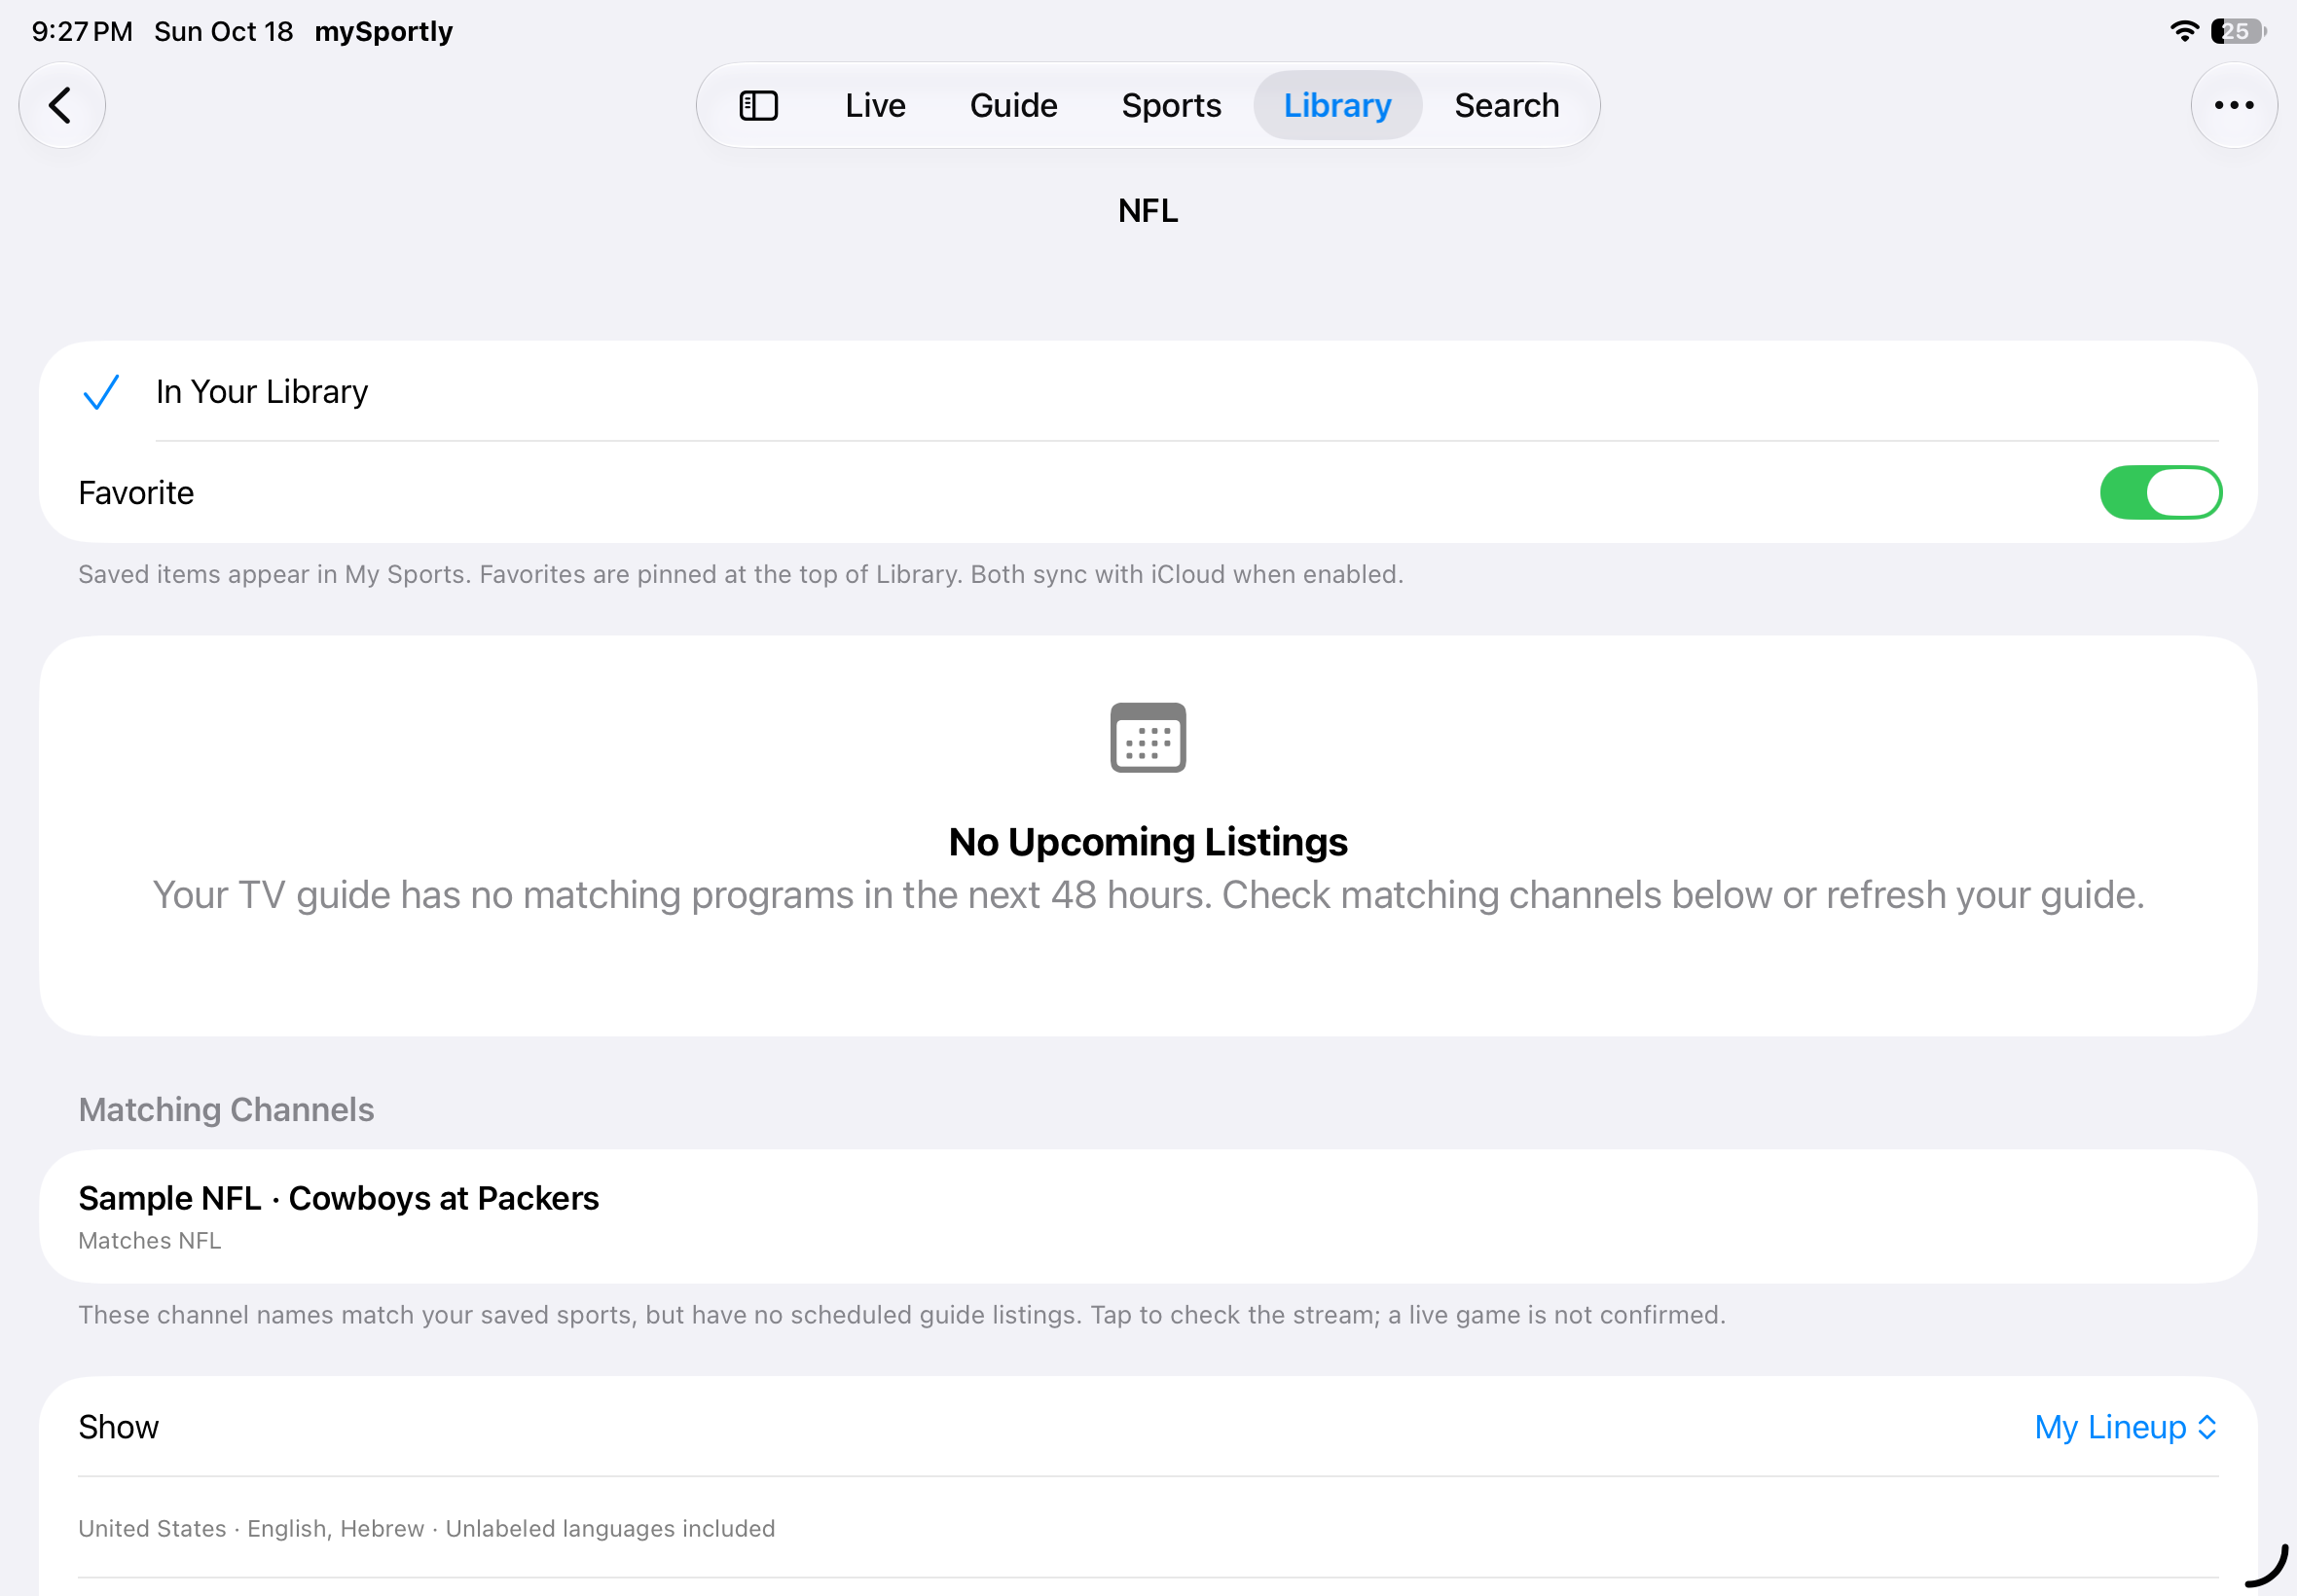 9:27 PM Sun Oct 18 mySportly
25
Live Guide Sports Library Search
NFL
In Your Library
Favorite
Saved items appear in My Sports. Favorites are pinned at the top of Library. Both sync with iCloud when enabled.
No Upcoming Listings
Your TV guide has no matching programs in the next 48 hours. Check matching channels below or refresh your guide.
Matching Channels
Sample NFL · Cowboys at Packers
Matches NFL
These channel names match your saved sports, but have no scheduled guide listings. Tap to check the stream; a live game is not confirmed.
Show My Lineup
United States · English, Hebrew · Unlabeled languages included